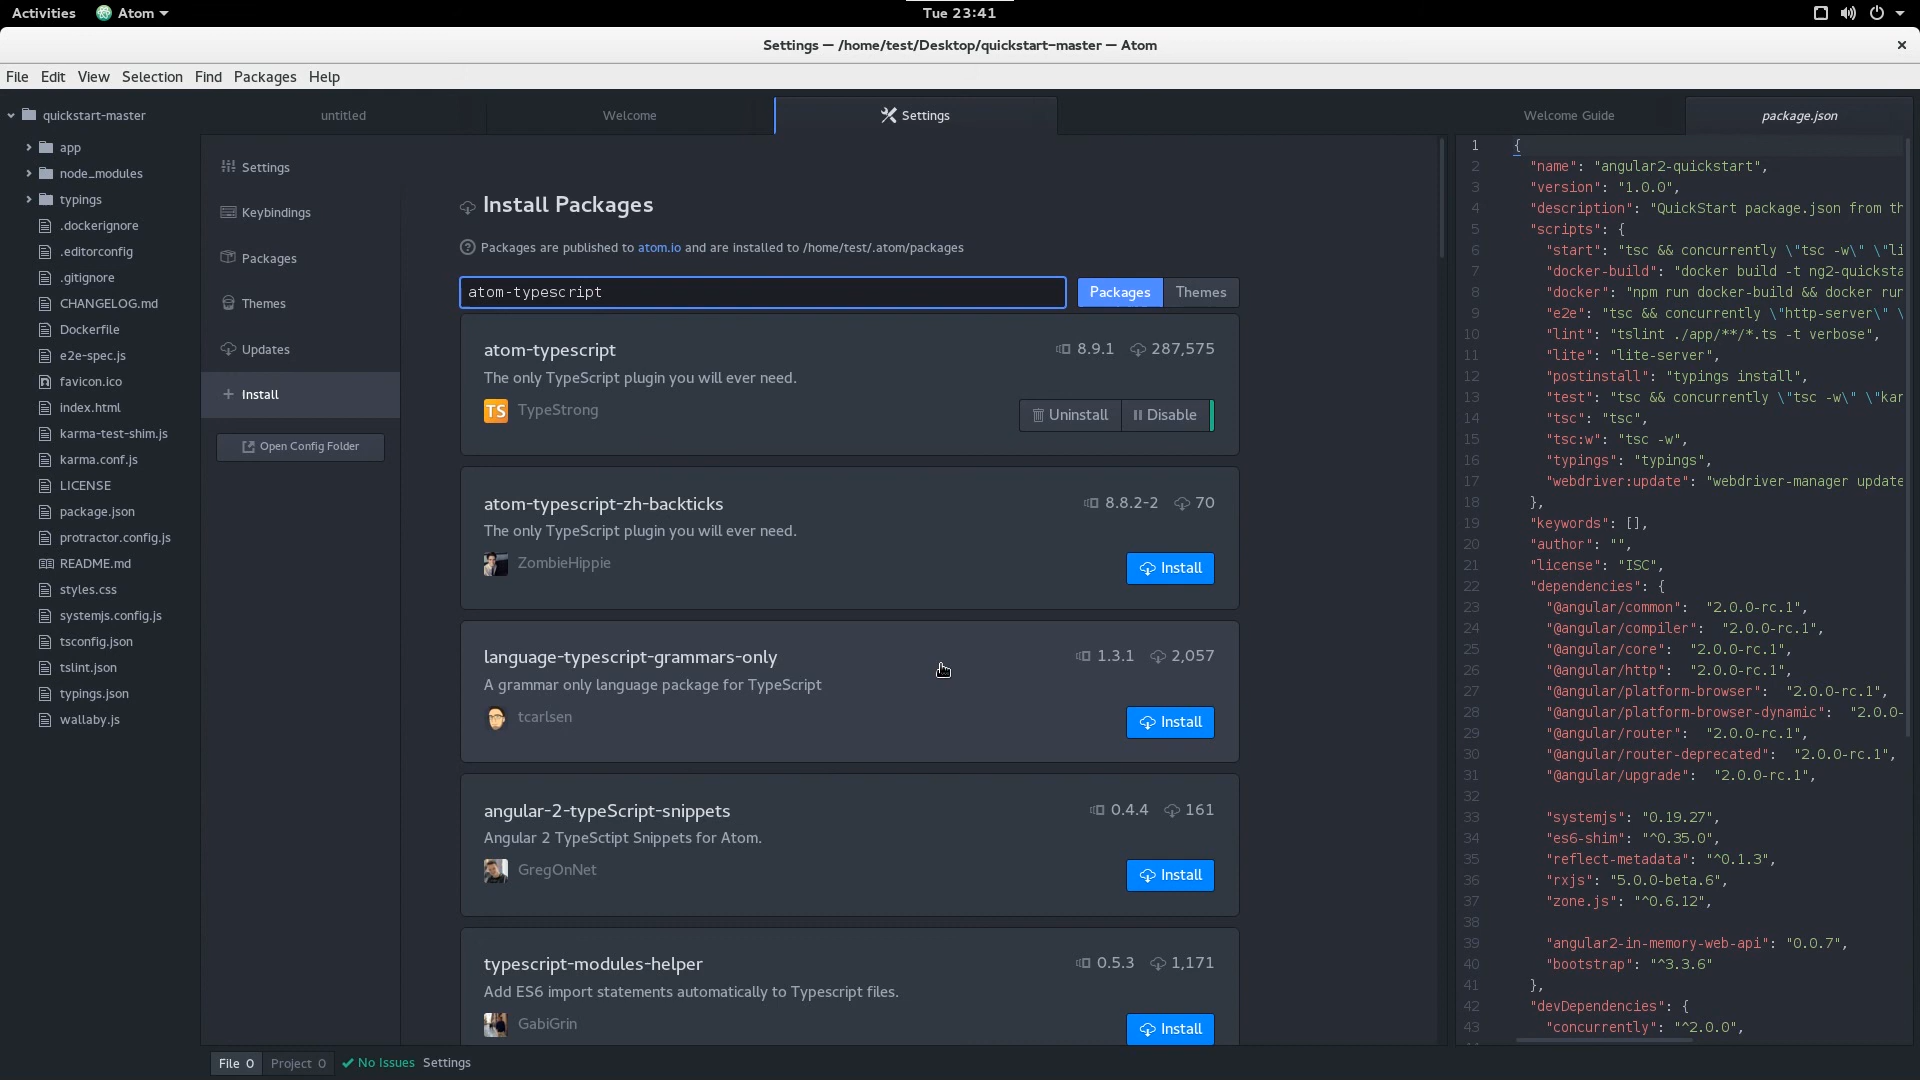 Activities Atom Tue 23:41
Settings — /home/test/Desktop/quickstart-master — Atom
File Edit View Selection Find Packages Help
quickstart-master
app
node_modules
typings
.dockerignore
.editorconfig
.gitignore
CHANGELOG.md
Dockerfile
e2e-spec.js
favicon.ico
index.html
karma-test-shim.js
karma.conf.js
LICENSE
package.json
protractor.config.js
README.md
styles.css
systemjs.config.js
tsconfig.json
tslint.json
typings.json
wallaby.js
untitled Welcome Settings
Settings
Keybindings
Packages
Themes
Updates
Install
Open Config Folder
Install Packages
Packages are published to atom.io and are installed to /home/test/.atom/packages
atom-typescript Packages Themes
atom-typescript 8.9.1 287,575
The only TypeScript plugin you will ever need.
TS TypeStrong Uninstall Disable
atom-typescript-zh-backticks 8.8.2-2 70
The only TypeScript plugin you will ever need.
ZombieHippie Install
language-typescript-grammars-only 1.3.1 2,057
A grammar only language package for TypeScript
tcarlsen Install
angular-2-typeScript-snippets 0.4.4 161
Angular 2 TypeSctipt Snippets for Atom.
GregOnNet Install
typescript-modules-helper 0.5.3 1,171
Add ES6 import statements automatically to Typescript files.
GabiGrin Install
Welcome Guide package.json
1 {
2 "name": "angular2-quickstart",
3 "version": "1.0.0",
4 "description": "QuickStart package.json from th
5 "scripts": {
6 "start": "tsc && concurrently \"tsc -w\" \"li
7 "docker-build": "docker build -t ng2-quicksta
8 "docker": "npm run docker-build && docker run
9 "e2e": "tsc && concurrently \"http-server\" \
10 "lint": "tslint ./app/**/*.ts -t verbose",
11 "lite": "lite-server",
12 "postinstall": "typings install",
13 "test": "tsc && concurrently \"tsc -w\" \"kar
14 "tsc": "tsc",
15 "tsc:w": "tsc -w",
16 "typings": "typings",
17 "webdriver:update": "webdriver-manager update
18 },
19 "keywords": [],
20 "author": "",
21 "license": "ISC",
22 "dependencies": {
23 "@angular/common":  "2.0.0-rc.1",
24 "@angular/compiler":  "2.0.0-rc.1",
25 "@angular/core":  "2.0.0-rc.1",
26 "@angular/http":  "2.0.0-rc.1",
27 "@angular/platform-browser":  "2.0.0-rc.1",
28 "@angular/platform-browser-dynamic":  "2.0.0-
29 "@angular/router":  "2.0.0-rc.1",
30 "@angular/router-deprecated":  "2.0.0-rc.1",
31 "@angular/upgrade":  "2.0.0-rc.1",
32
33 "systemjs": "0.19.27",
34 "es6-shim": "^0.35.0",
35 "reflect-metadata": "^0.1.3",
36 "rxjs": "5.0.0-beta.6",
37 "zone.js": "^0.6.12",
38
39 "angular2-in-memory-web-api": "0.0.7",
40 "bootstrap": "^3.3.6"
41 },
42 "devDependencies": {
43 "concurrently": "^2.0.0",
File 0 Project 0 No Issues Settings